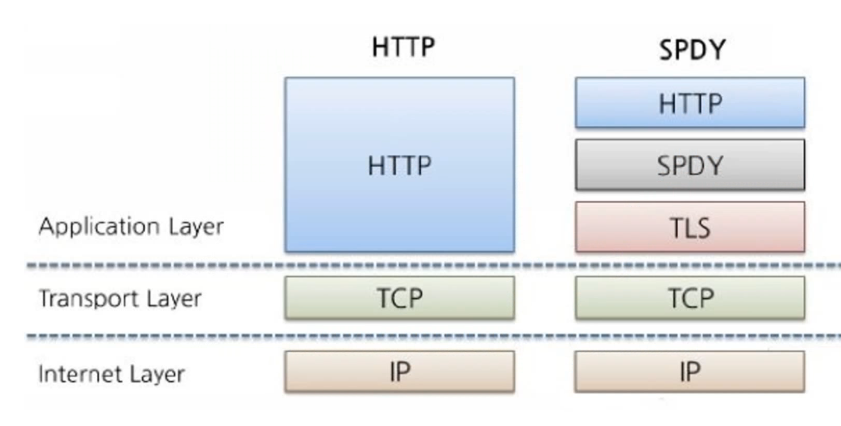 HTTP SPDY
HTTP
HTTP
SPDY
Application Layer
TLS
Transport Layer TCP TCP
Internet Layer IP IP